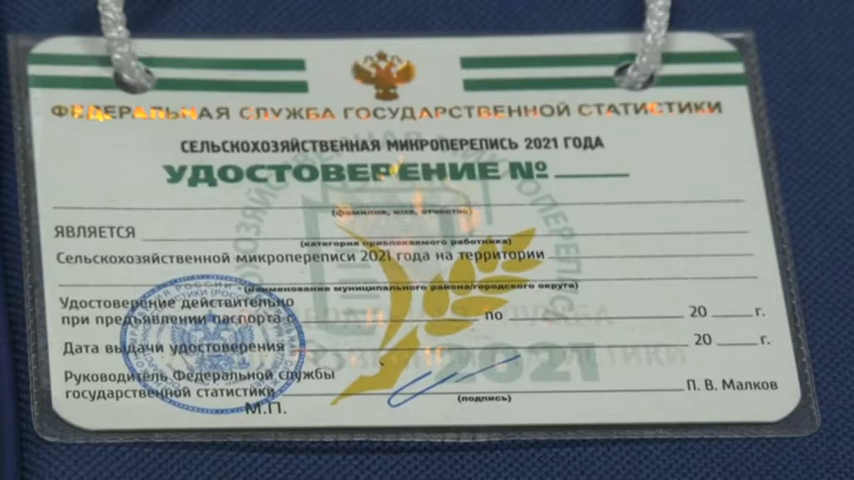 ФЕДЕРАЛЬНАЯ СЛУЖБА ГОСУДАРСТВЕННОЙ СТАТИСТИКИ
СЕЛЬСКОХОЗЯЙСТВЕННАЯ МИКРОПЕРЕПИСЬ 2021 ГОДА
УДОСТОВЕРЕНИЕ №
(фамилия, имя, отчество)
ЯВЛЯЕТСЯ
(категория привлекаемого работника)
Сельскохозяйственной микропереписи 2021 года на территории
(наименование муниципального района/городского округа)
Удостоверение действительно
при предъявлении паспорта с по 20 г.
Дата выдачи удостоверения 20 г.
2021
Руководитель Федеральной службы
государственной статистики П. В. Малков
(подпись)
М.П.